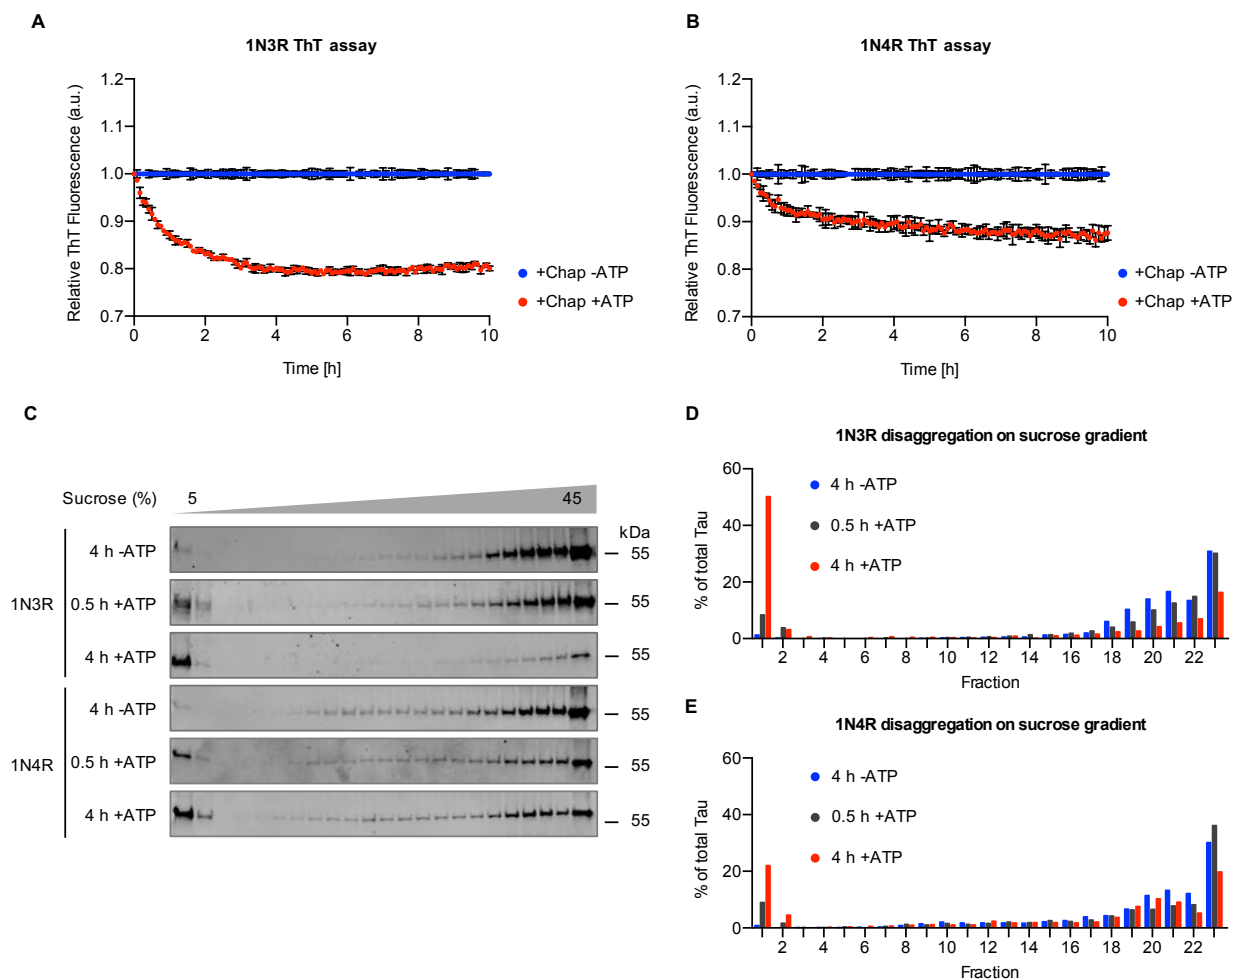 A
1N3R ThT assay
Relative ThT Fluorescence (a.u.)
1.2
1.1
1.0
0.9
0.8
0.7
0 2 4 6 8 10
Time [h]
+Chap -ATP
+Chap +ATP
B
1N4R ThT assay
Relative ThT Fluorescence (a.u.)
1.2
1.1
1.0
0.9
0.8
0.7
0 2 4 6 8 10
Time [h]
+Chap -ATP
+Chap +ATP
C
Sucrose (%) 5 45
kDa
1N3R
4 h -ATP 55
0.5 h +ATP 55
4 h +ATP 55
1N4R
4 h -ATP 55
0.5 h +ATP 55
4 h +ATP 55
D
1N3R disaggregation on sucrose gradient
% of total Tau
60
40
20
0
4 h -ATP
0.5 h +ATP
4 h +ATP
2 4 6 8 10 12 14 16 18 20 22
Fraction
E
1N4R disaggregation on sucrose gradient
% of total Tau
60
40
20
0
4 h -ATP
0.5 h +ATP
4 h +ATP
2 4 6 8 10 12 14 16 18 20 22
Fraction